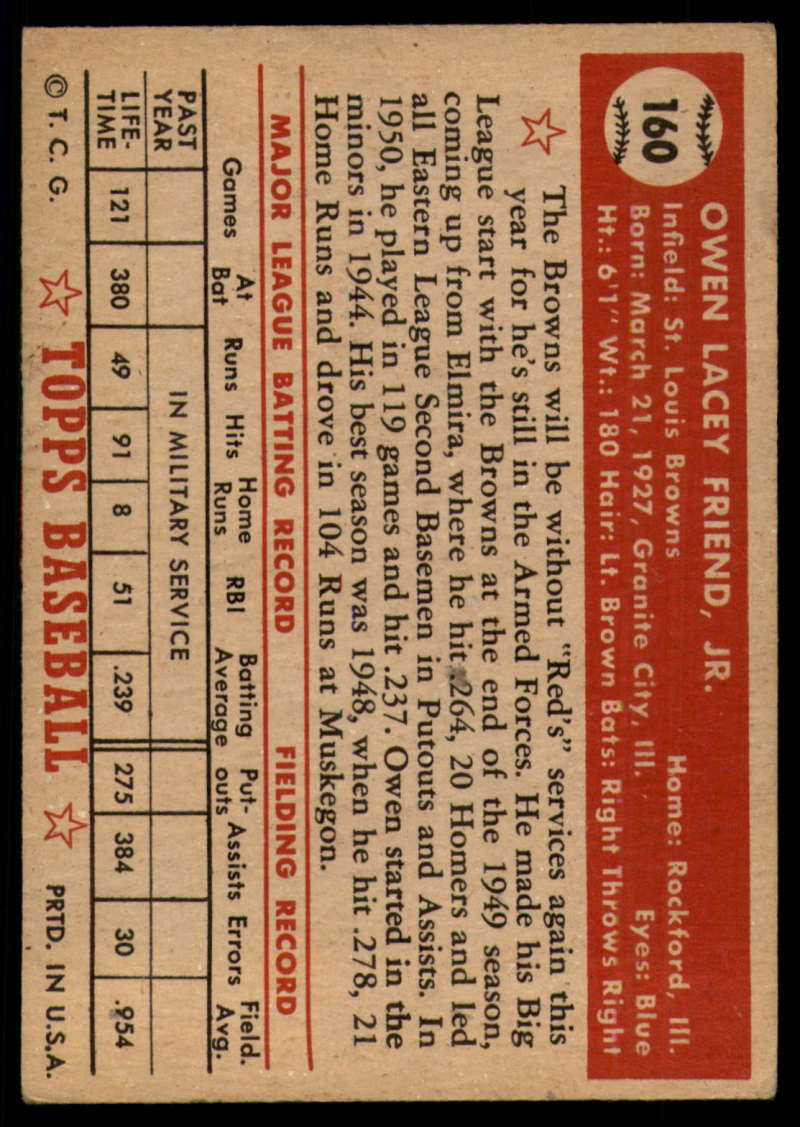 160
OWEN LACEY FRIEND, JR.
Infield: St. Louis Browns Home: Rockford, Ill.
Born: March 21, 1927, Granite City, Ill. Eyes: Blue
Ht.: 6'1" Wt.: 180 Hair: Lt. Brown Bats: Right Throws Right
The Browns will be without "Red's" services again this
year for he's still in the Armed Forces. He made his Big
League start with the Browns at the end of the 1949 season,
coming up from Elmira, where he hit .264, 20 Homers and led
all Eastern League Second Basemen in Putouts and Assists. In
1950, he played in 119 games and hit .237. Owen started in the
minors in 1944. His best season was 1948, when he hit .278, 21
Home Runs and drove in 104 Runs at Muskegon.
MAJOR LEAGUE BATTING RECORD FIELDING RECORD
Games At Bat Runs Hits Home Runs RBI Batting Average Put-outs Assists Errors Field. Avg.
PAST YEAR IN MILITARY SERVICE
LIFE-TIME 121 380 49 91 8 51 .239 275 384 30 .954
© T. C. G. TOPPS BASEBALL PRTD. IN U.S.A.